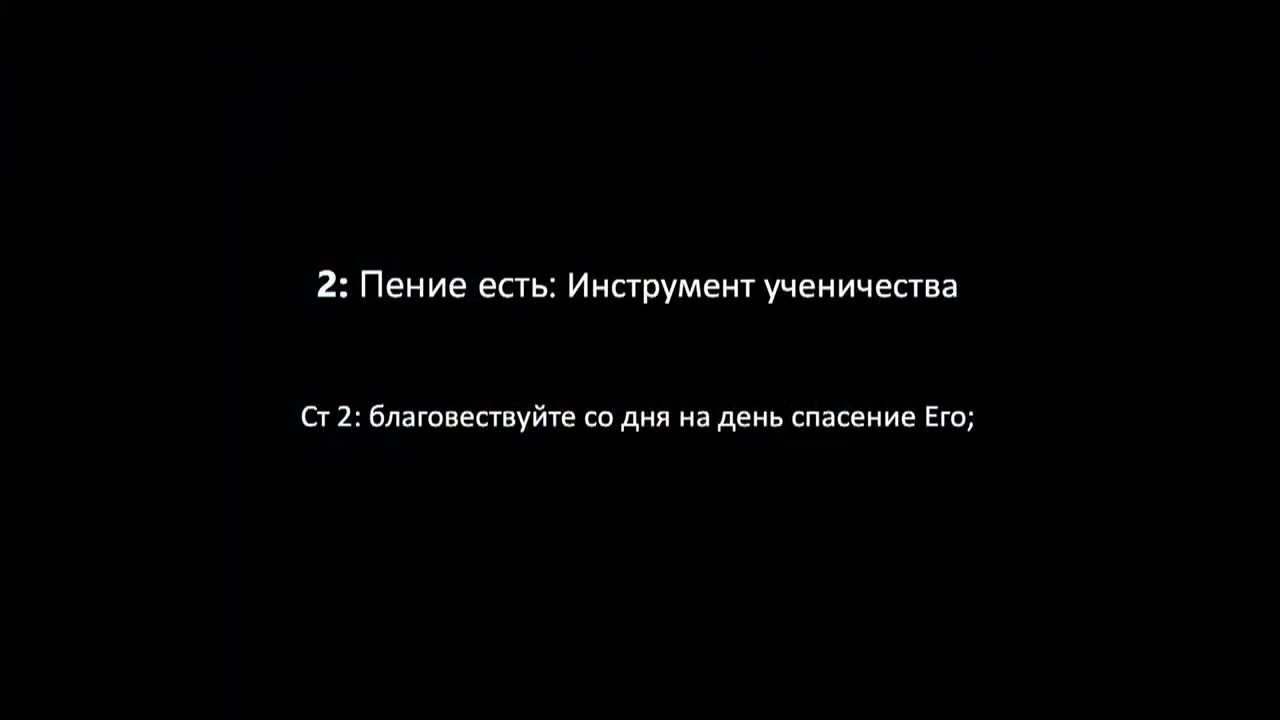 2: Пение есть: Инструмент ученичества
Ст 2: благовествуйте со дня на день спасение Его;